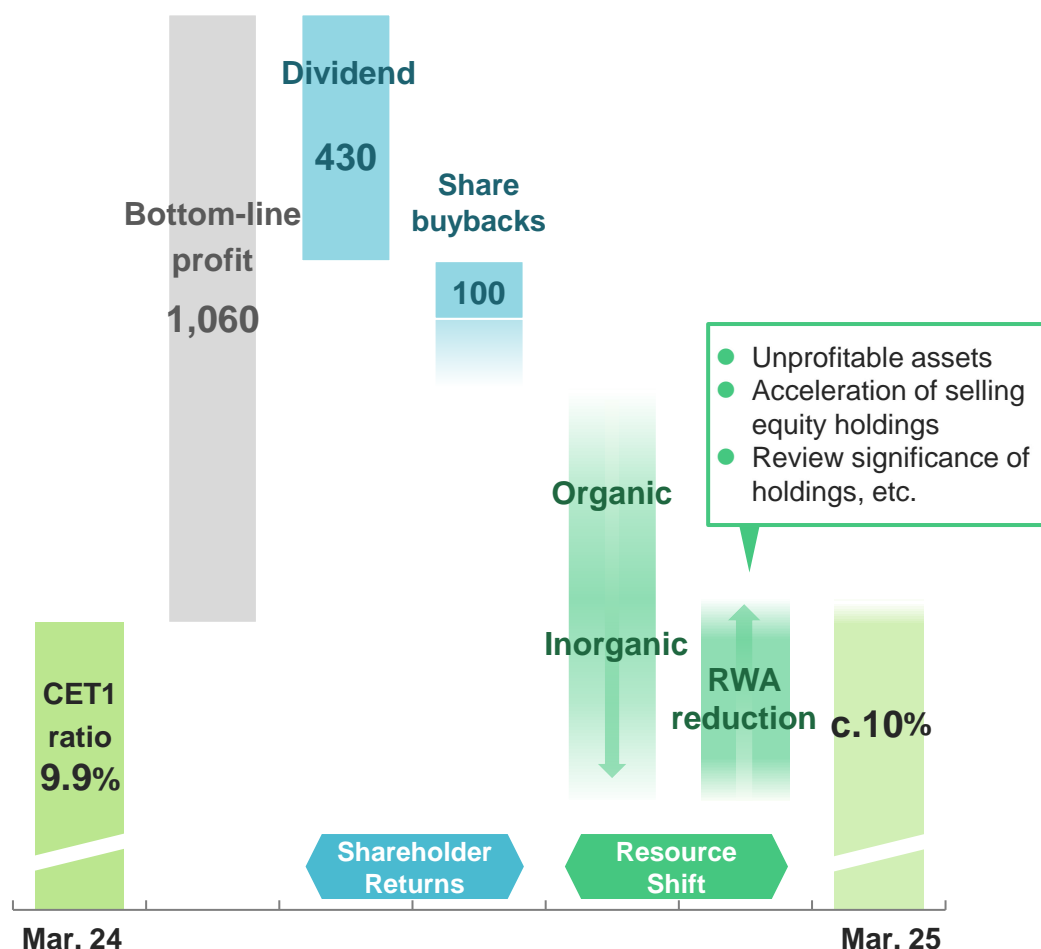 Dividend
430
Share
buybacks
100
Bottom-line
profit
1,060
Unprofitable assets
Acceleration of selling
equity holdings
Review significance of
holdings, etc.
Organic
Inorganic
RWA
reduction
CET1
ratio
9.9%
c.10%
Shareholder
Returns
Resource
Shift
Mar. 24
Mar. 25